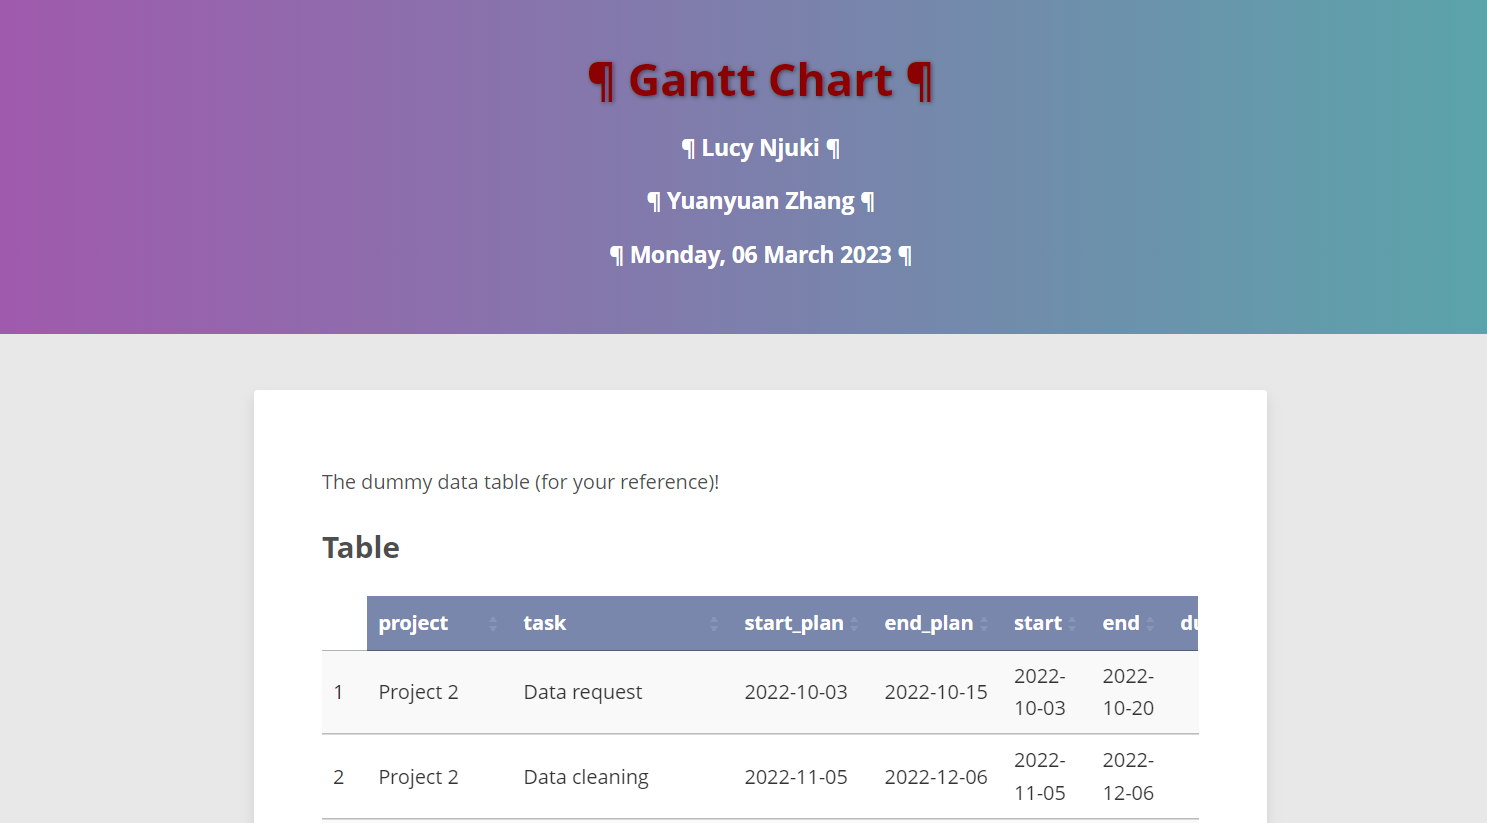 ¶ Gantt Chart ¶
¶ Lucy Njuki ¶
¶ Yuanyuan Zhang ¶
¶ Monday, 06 March 2023 ¶
The dummy data table (for your reference)!
Table
project task start_plan end_plan start end
1 Project 2 Data request 2022-10-03 2022-10-15 2022-10-03 2022-10-20
2 Project 2 Data cleaning 2022-11-05 2022-12-06 2022-11-05 2022-12-06